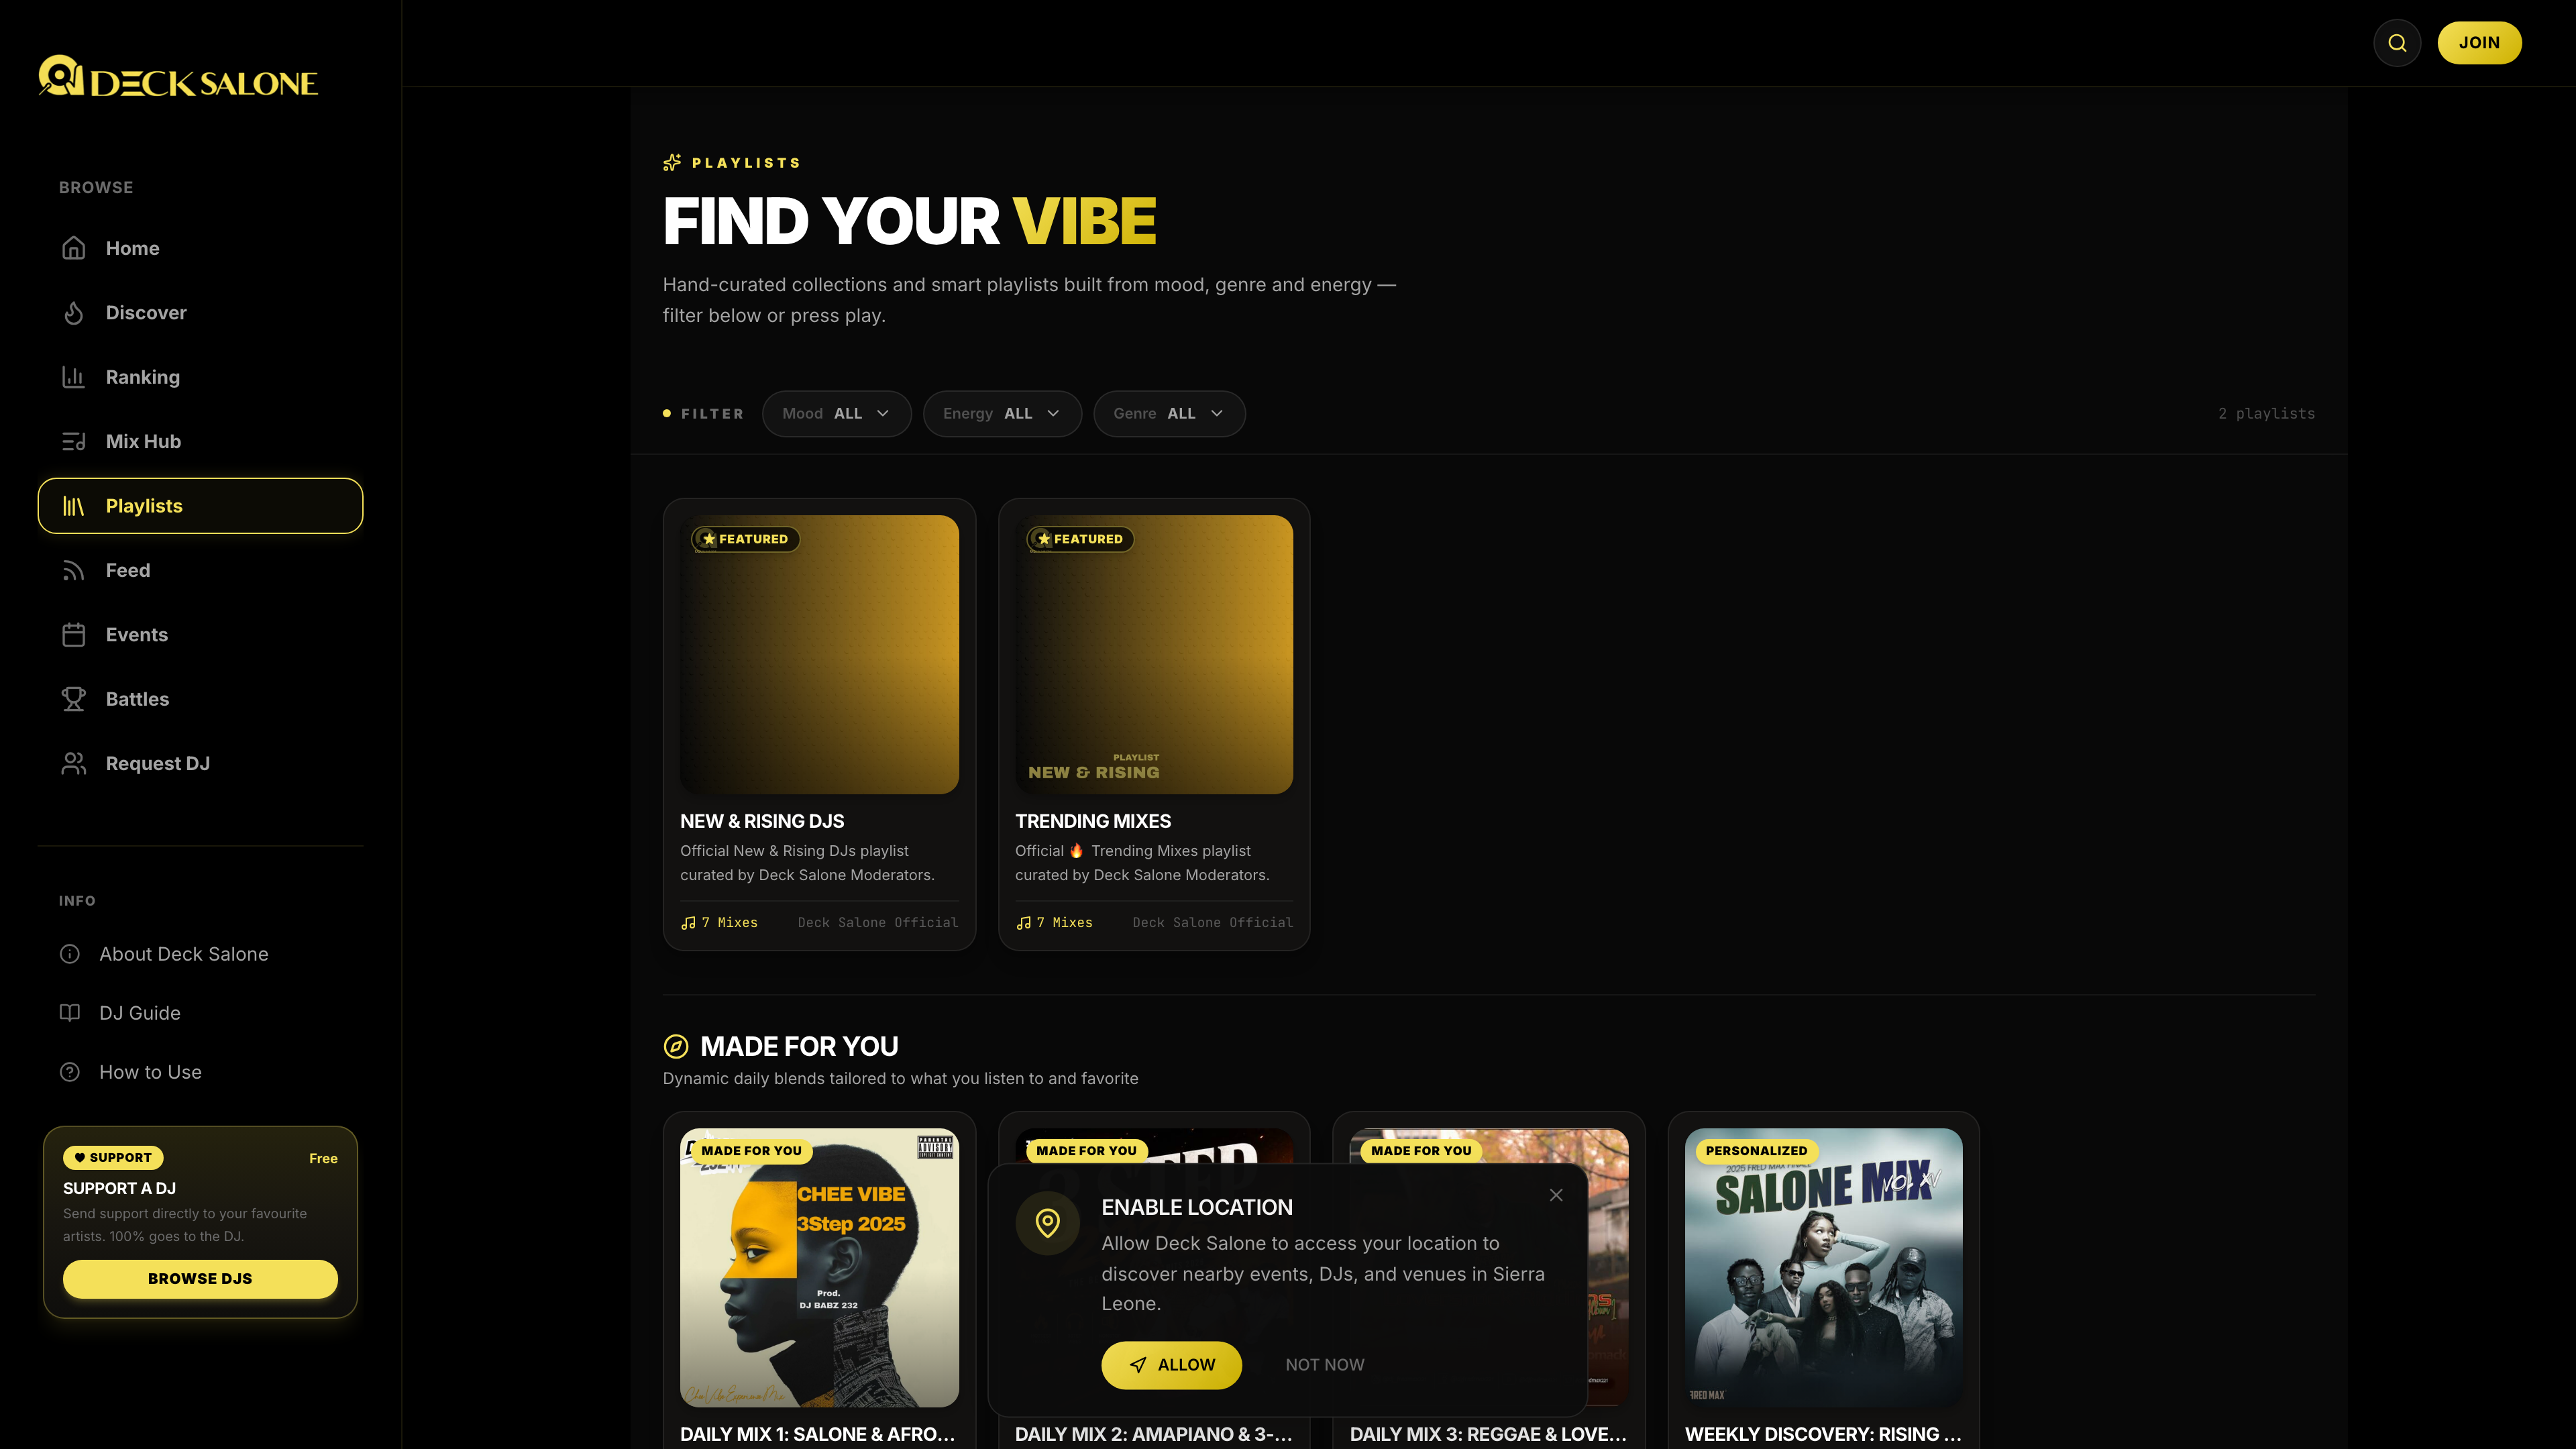 DECK SALONE
JOIN
BROWSE
Home
Discover
Ranking
Mix Hub
Playlists
Feed
Events
Battles
Request DJ
INFO
About Deck Salone
DJ Guide
How to Use
SUPPORT
Free
SUPPORT A DJ
Send support directly to your favourite
artists. 100% goes to the DJ.
BROWSE DJS
PLAYLISTS
FIND YOUR VIBE
Hand-curated collections and smart playlists built from mood, genre and energy —
filter below or press play.
FILTER
Mood ALL
Energy ALL
Genre ALL
2 playlists
FEATURED
NEW & RISING DJS
Official New & Rising DJs playlist
curated by Deck Salone Moderators.
7 Mixes
Deck Salone Official
FEATURED
PLAYLIST
NEW & RISING
TRENDING MIXES
Official 🔥 Trending Mixes playlist
curated by Deck Salone Moderators.
7 Mixes
Deck Salone Official
MADE FOR YOU
Dynamic daily blends tailored to what you listen to and favorite
MADE FOR YOU
PARENTAL
CHEE VIBE
3Step 2025
Prod.
DJ BABZ 232
DAILY MIX 1: SALONE & AFRO...
MADE FOR YOU
DAILY MIX 2: AMAPIANO & 3-...
MADE FOR YOU
DAILY MIX 3: REGGAE & LOVE...
PERSONALIZED
SALONE MIX
FRED MAX
WEEKLY DISCOVERY: RISING ...
ENABLE LOCATION
Allow Deck Salone to access your location to
discover nearby events, DJs, and venues in Sierra
Leone.
ALLOW
NOT NOW